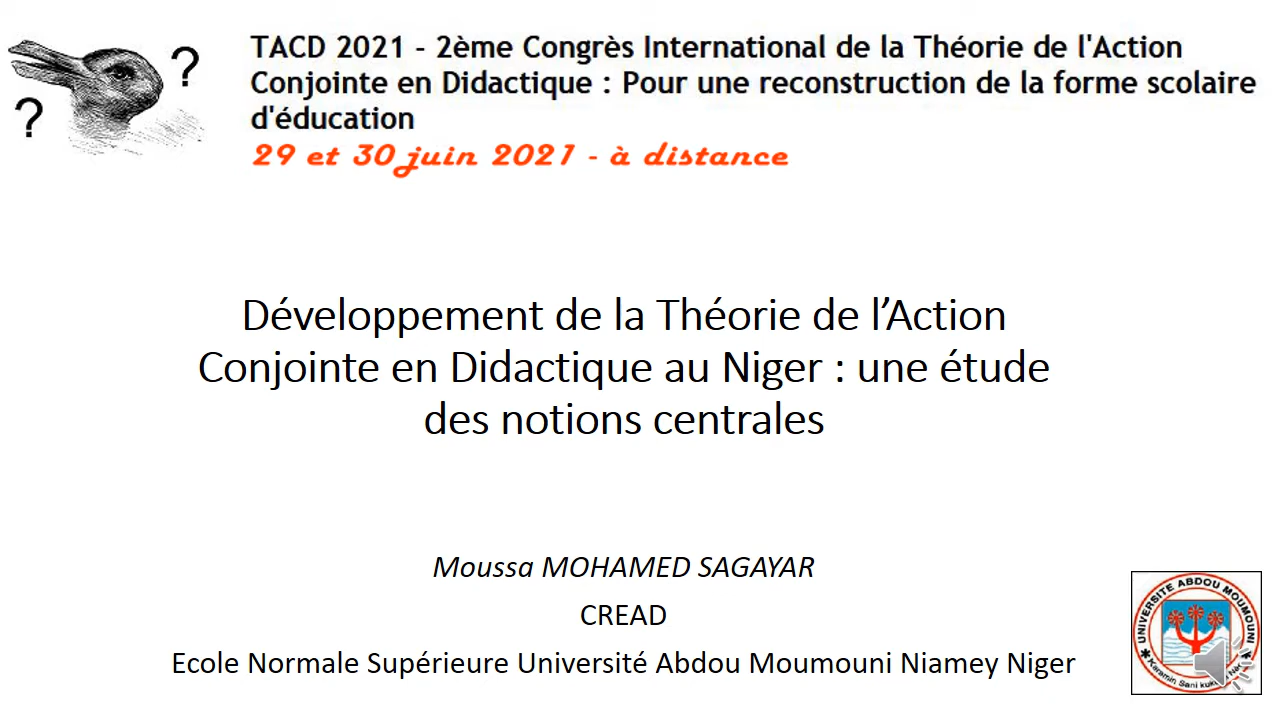 ?
?
TACD 2021 - 2ème Congrès International de la Théorie de l'Action
Conjointe en Didactique : Pour une reconstruction de la forme scolaire
d'éducation
29 et 30 juin 2021 - à distance
Développement de la Théorie de l’Action
Conjointe en Didactique au Niger : une étude
des notions centrales
Moussa MOHAMED SAGAYAR
CREAD
Ecole Normale Supérieure Université Abdou Moumouni Niamey Niger
UNIVERSITE ABDOU MOUMOUNI
Karamin Sani